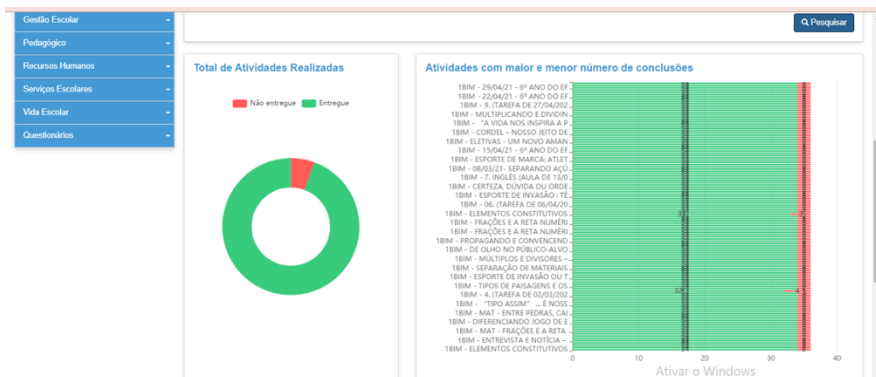 Gestão Escolar
Pedagógico
Recursos Humanos
Serviços Escolares
Vida Escolar
Questionários
Pesquisar
Total de Atividades Realizadas
Não entregue
Entregue
Atividades com maior e menor número de conclusões
1BIM - 29/04/21 - 6º ANO DO EF
1BIM - 22/04/21 - 6º ANO DO EF
1BIM - 9. (TAREFA DE 27/04/202
1BIM - MULTIPLICANDO E DIVIDIN
1BIM - "A VIDA NOS INSPIRA A P
1BIM - CORDEL – NOSSO JEITO DE
1BIM - ELETIVAS - UM NOVO AMAN
1BIM - 15/04/21 - 6º ANO DO EF
1BIM - ESPORTE DE MARCA: ATLET
1BIM - 08/03/21- SEPARANDO AÇÚ
1BIM - 7. INGLÊS (AULA DE 13/0
1BIM - CERTEZA, DÚVIDA OU ORDE
1BIM - ESPORTE DE INVASÃO : TÉ
1BIM - 06. (TAREFA DE 06/04/20
1BIM - ELEMENTOS CONSTITUTIVOS
1BIM - FRAÇÕES E A RETA NUMÉRI
1BIM - FRAÇÕES E A RETA NUMÉRI
1BIM - PROPAGANDO E CONVENCEND
1BIM - DE OLHO NO PÚBLICO-ALVO
1BIM - MÚLTIPLOS E DIVISORES –
1BIM - SEPARAÇÃO DE MATERIAIS
1BIM - ESPORTE DE INVASÃO OU T
1BIM - TIPOS DE PAISAGENS E OS
1BIM - 4. (TAREFA DE 02/03/202
1BIM - "TIPO ASSIM" ... É NOSS
1BIM – MAT - ENTRE PEDRAS, CAI
1BIM - DIFERENCIANDO JOGO DE E
1BIM - MAT - FRAÇÕES E A RETA
1BIM - ENTREVISTA E NOTÍCIA –
1BIM - ELEMENTOS CONSTITUTIVOS
0 10 20 30 40
Ativar o Windows